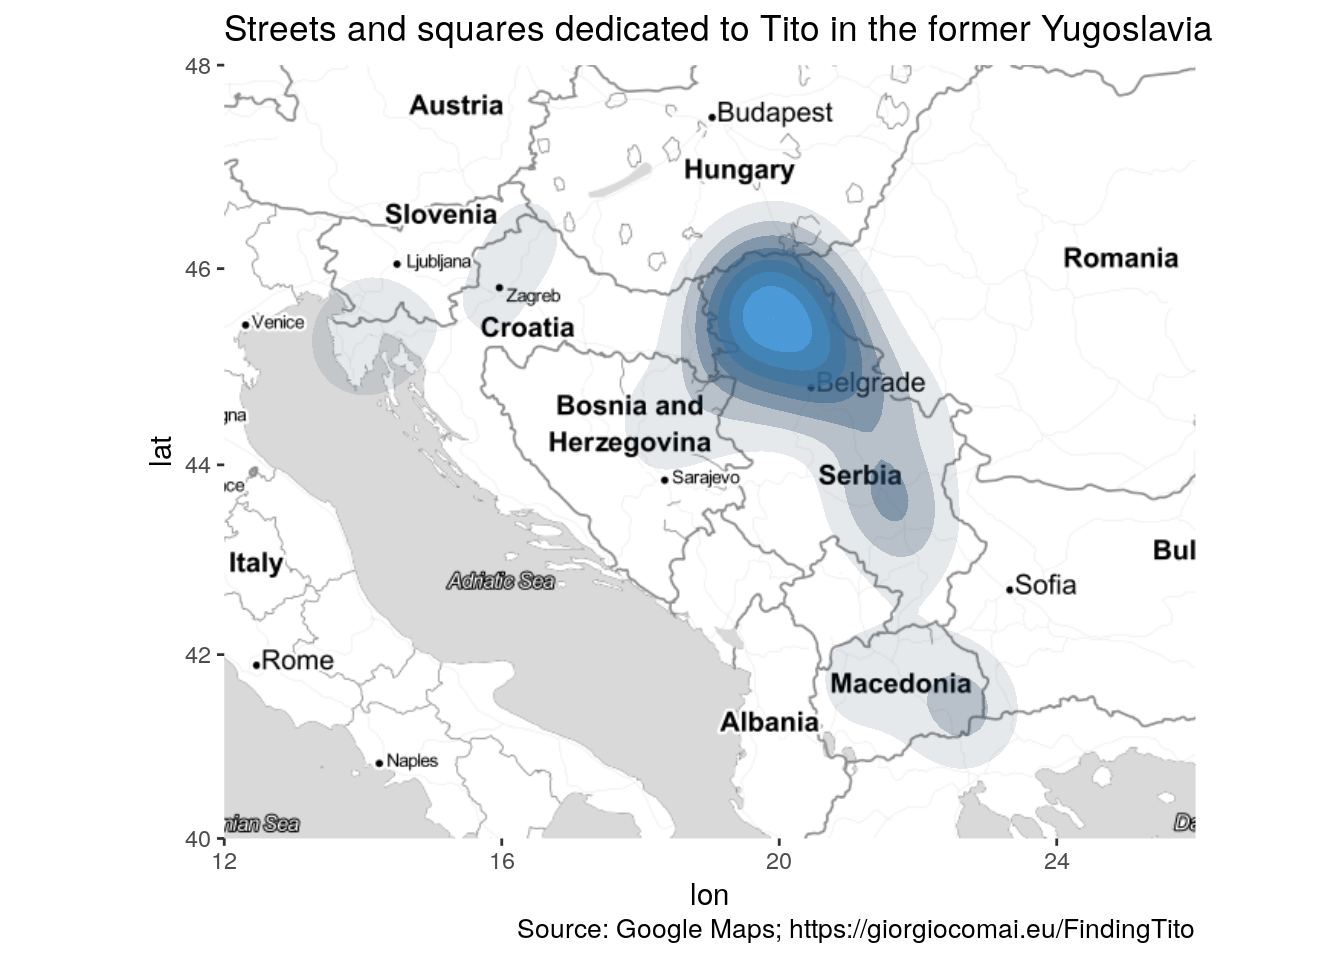 Streets and squares dedicated to Tito in the former Yugoslavia
48
46
44
42
40
lat
Austria
Budapest
Hungary
Slovenia
Ljubljana
Romania
Zagreb
Venice
Croatia
Belgrade
Bosnia and
Herzegovina
gna
Serbia
Sarajevo
ice
Italy
Bul
Adriatic Sea
Sofia
Rome
Macedonia
Albania
Naples
nian Sea
Da
12
16
20
24
lon
Source: Google Maps; https://giorgiocomai.eu/FindingTito